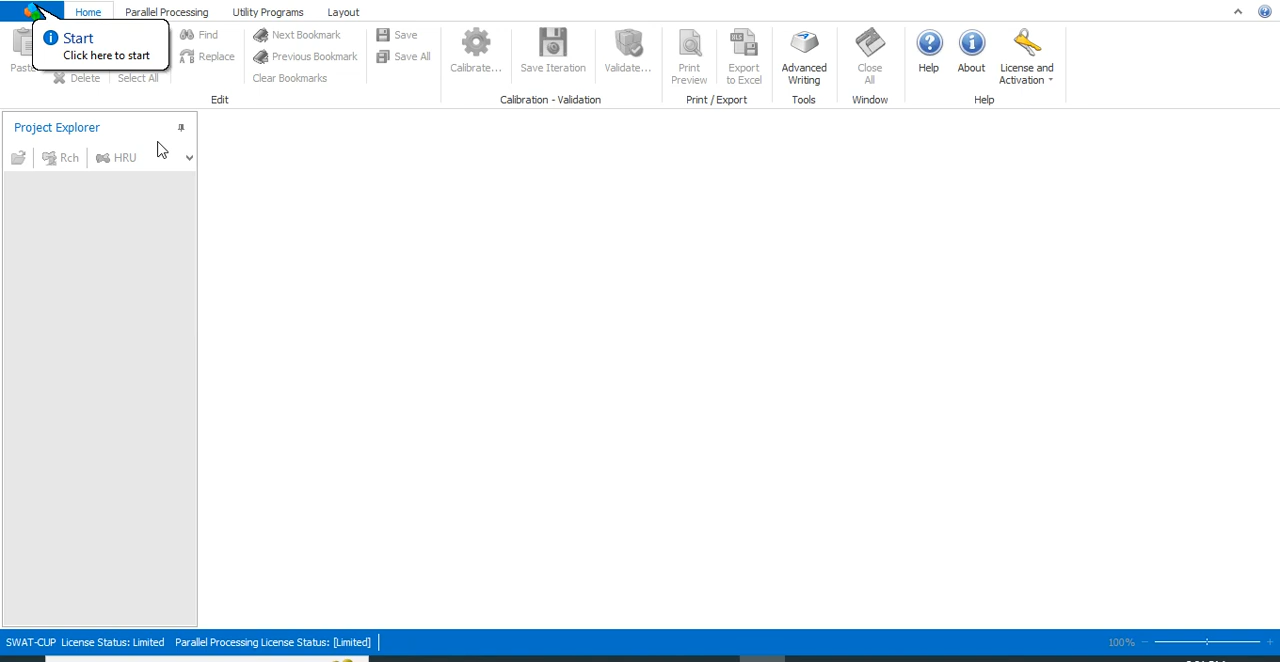 Home Parallel Processing Utility Programs Layout
Start
Click here to start
Delete Select All
Find
Replace
Next Bookmark
Previous Bookmark
Clear Bookmarks
Save
Save All
Edit
Calibrate...
Save Iteration
Validate...
Calibration - Validation
Print
Preview
Export
to Excel
Print / Export
Advanced
Writing
Tools
Close
All
Window
Help
About
License and
Activation
Help
Project Explorer
Rch HRU
SWAT-CUP License Status: Limited Parallel Processing License Status: [Limited]
100%